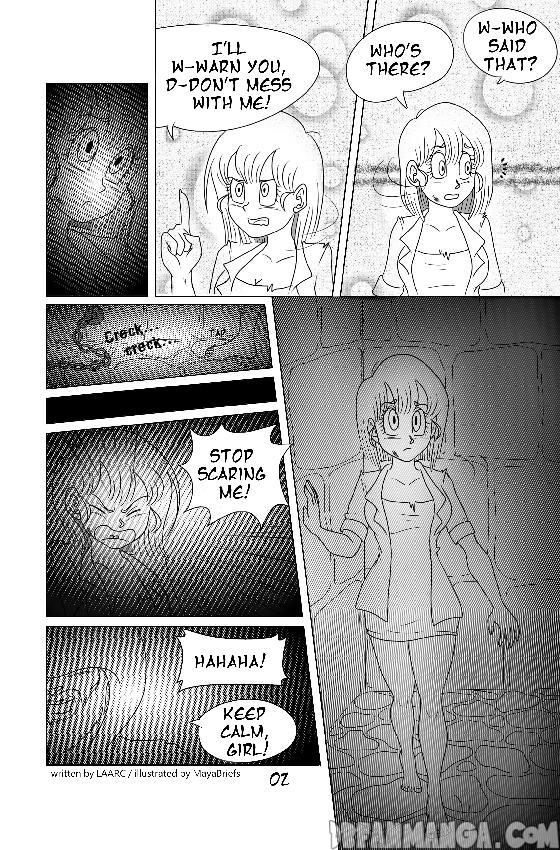 W-WHO
SAID
THAT?
WHO'S
THERE?
I'LL
W-WARN YOU,
D-DON'T MESS
WITH ME!
Creck...
creck...
STOP
SCARING
ME!
HAHAHA!
KEEP
CALM,
GIRL!
written by LAARC / illustrated by MayaBriefs
02
DBFANMANGA.COM